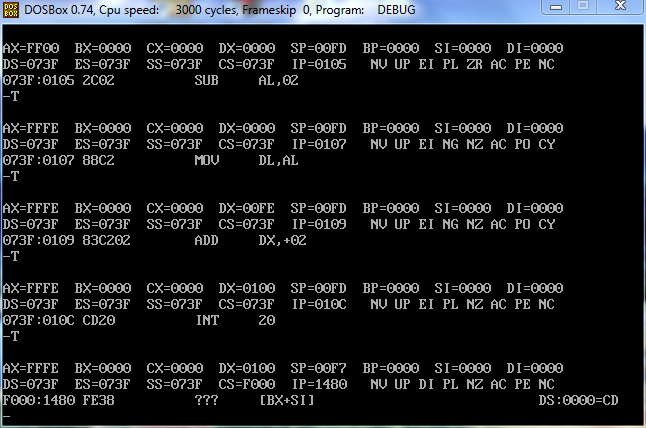 DOSBox 0.74, Cpu speed: 3000 cycles, Frameskip 0, Program: DEBUG
AX=FF00 BX=0000 CX=0000 DX=0000 SP=00FD BP=0000 SI=0000 DI=0000
DS=073F ES=073F SS=073F CS=073F IP=0105 NV UP EI PL ZR AC PE NC
073F:0105 2C02 SUB AL,02
-T
AX=FFFE BX=0000 CX=0000 DX=0000 SP=00FD BP=0000 SI=0000 DI=0000
DS=073F ES=073F SS=073F CS=073F IP=0107 NV UP EI NG NZ AC PO CY
073F:0107 88C2 MOV DL,AL
-T
AX=FFFE BX=0000 CX=0000 DX=00FE SP=00FD BP=0000 SI=0000 DI=0000
DS=073F ES=073F SS=073F CS=073F IP=0109 NV UP EI NG NZ AC PO CY
073F:0109 83C202 ADD DX,+02
-T
AX=FFFE BX=0000 CX=0000 DX=0100 SP=00FD BP=0000 SI=0000 DI=0000
DS=073F ES=073F SS=073F CS=073F IP=010C NV UP EI PL NZ AC PE NC
073F:010C CD20 INT 20
-T
AX=FFFE BX=0000 CX=0000 DX=0100 SP=00F7 BP=0000 SI=0000 DI=0000
DS=073F ES=073F SS=073F CS=F000 IP=1480 NV UP DI PL NZ AC PE NC
F000:1480 FE38 ??? [BX+SI] DS:0000=CD
-